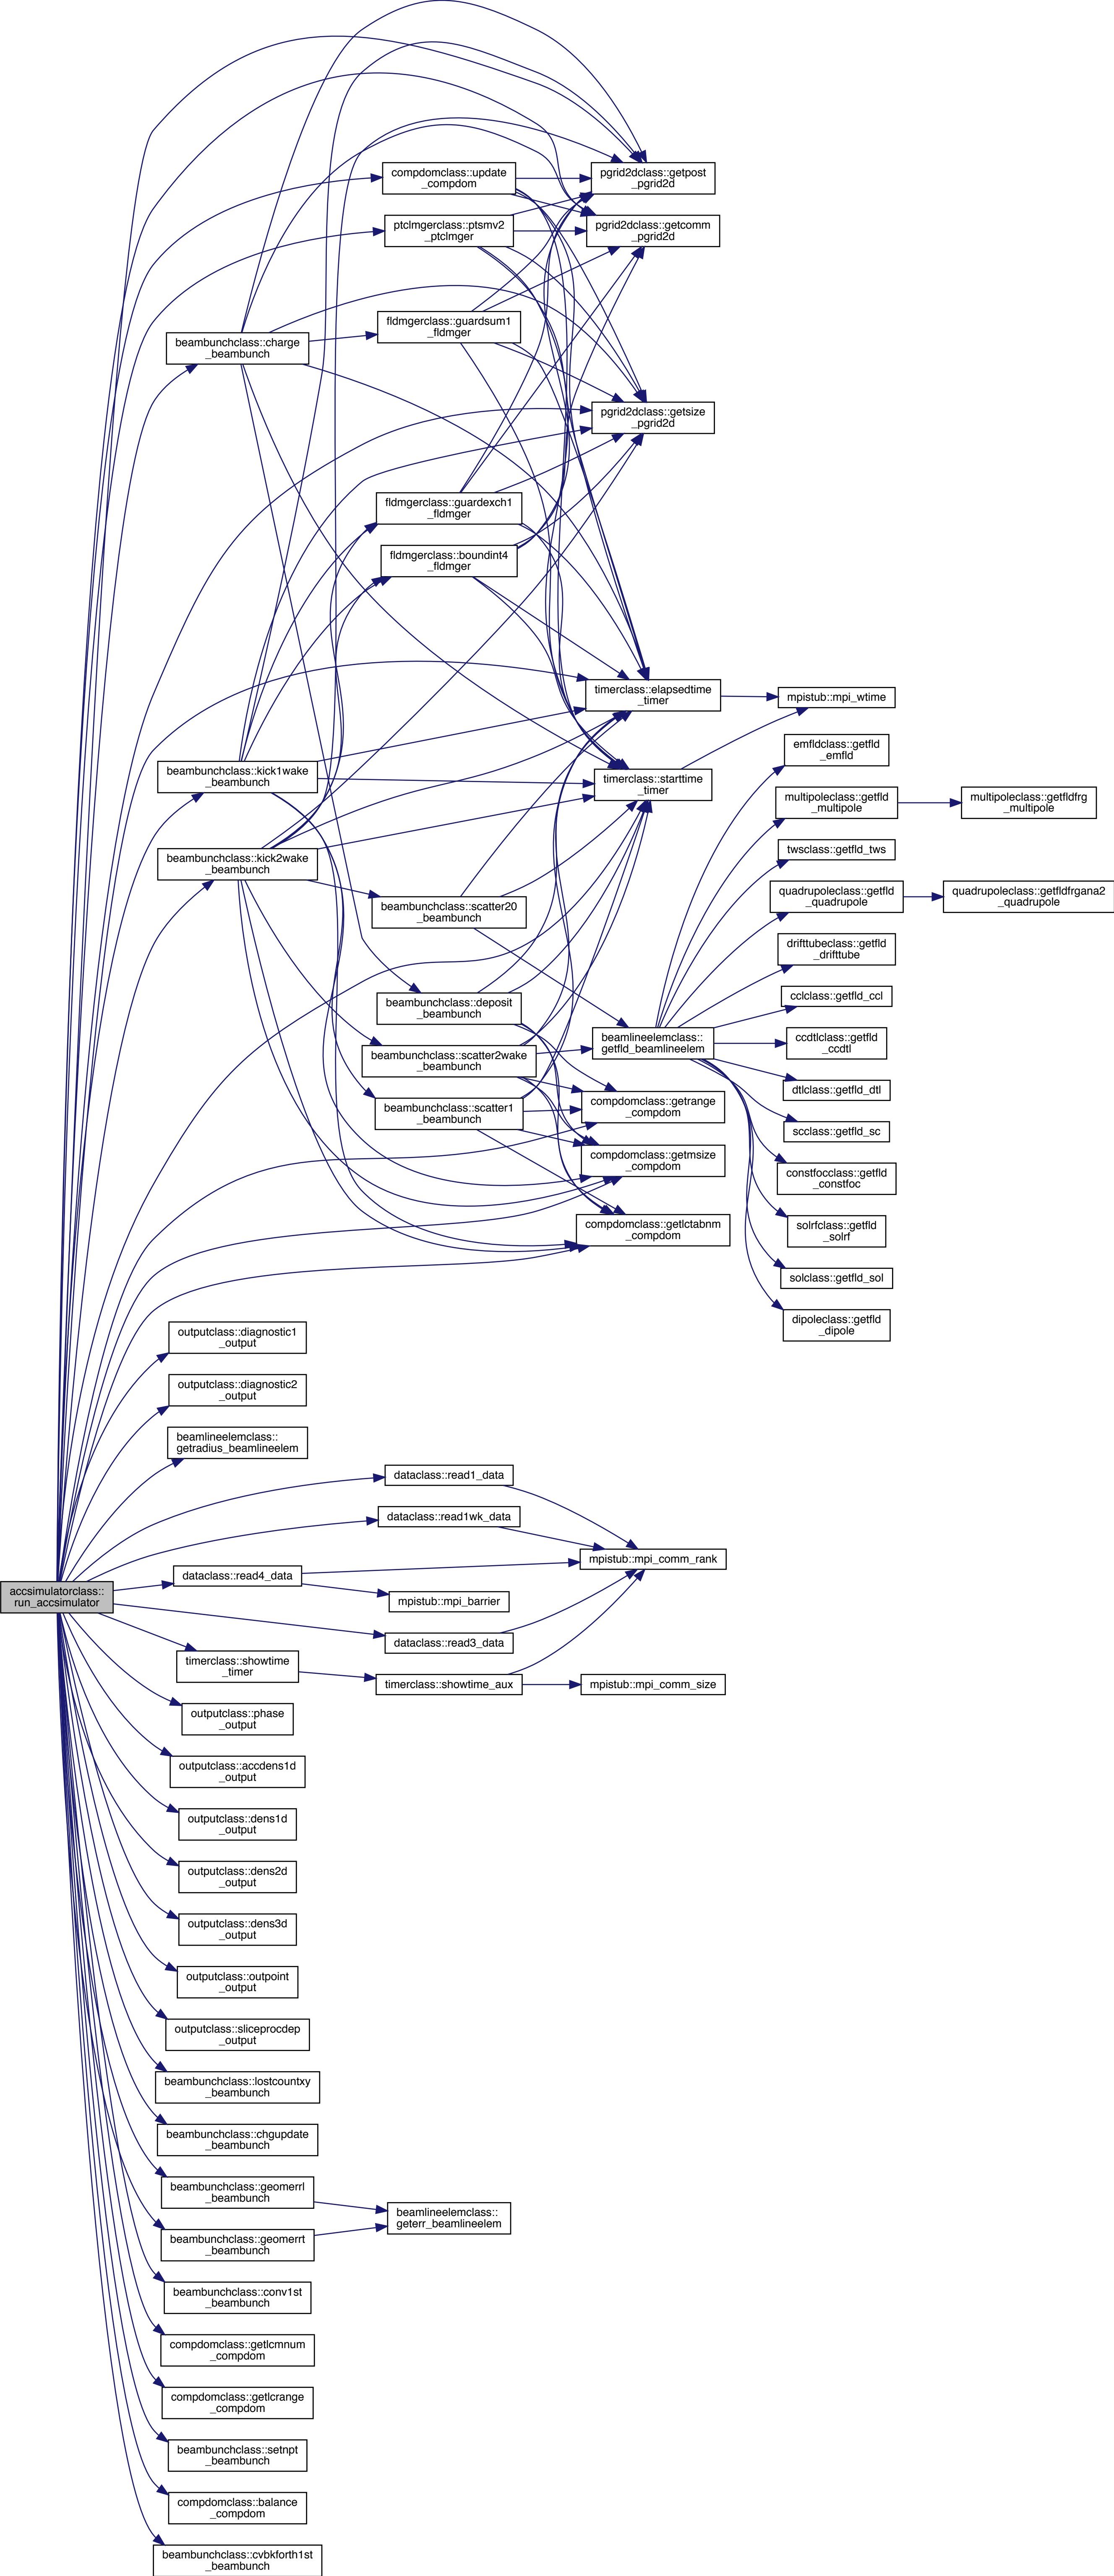 compdomclass::update
_compdom
pgrid2dclass::getpost
_pgrid2d
ptclmgerclass::ptsmv2
_ptclmger
pgrid2dclass::getcomm
_pgrid2d
fldmgerclass::guardsum1
_fldmger
beambunchclass::charge
_beambunch
pgrid2dclass::getsize
_pgrid2d
fldmgerclass::guardexch1
_fldmger
fldmgerclass::boundint4
_fldmger
timerclass::elapsedtime
_timer
mpistub::mpi_wtime
emfldclass::getfld
_emfld
beambunchclass::kick1wake
_beambunch
timerclass::starttime
_timer
multipoleclass::getfld
_multipole
multipoleclass::getfldfrg
_multipole
twsclass::getfld_tws
beambunchclass::kick2wake
_beambunch
quadrupoleclass::getfld
_quadrupole
quadrupoleclass::getfldfrgana2
_quadrupole
beambunchclass::scatter20
_beambunch
drifttubeclass::getfld
_drifttube
cclclass::getfld_ccl
beambunchclass::deposit
_beambunch
beamlineelemclass::
getfld_beamlineelem
ccdtlclass::getfld
_ccdtl
beambunchclass::scatter2wake
_beambunch
dtlclass::getfld_dtl
compdomclass::getrange
_compdom
beambunchclass::scatter1
_beambunch
scclass::getfld_sc
compdomclass::getmsize
_compdom
constfocclass::getfld
_constfoc
compdomclass::getlctabnm
_compdom
solrfclass::getfld
_solrf
solclass::getfld_sol
dipoleclass::getfld
_dipole
outputclass::diagnostic1
_output
outputclass::diagnostic2
_output
beamlineelemclass::
getradius_beamlineelem
dataclass::read1_data
dataclass::read1wk_data
mpistub::mpi_comm_rank
dataclass::read4_data
accsimulatorclass::
run_accsimulator
mpistub::mpi_barrier
dataclass::read3_data
timerclass::showtime
_timer
timerclass::showtime_aux
mpistub::mpi_comm_size
outputclass::phase
_output
outputclass::accdens1d
_output
outputclass::dens1d
_output
outputclass::dens2d
_output
outputclass::dens3d
_output
outputclass::outpoint
_output
outputclass::sliceprocdep
_output
beambunchclass::lostcountxy
_beambunch
beambunchclass::chgupdate
_beambunch
beambunchclass::geomerrl
_beambunch
beamlineelemclass::
geterr_beamlineelem
beambunchclass::geomerrt
_beambunch
beambunchclass::conv1st
_beambunch
compdomclass::getlcmnum
_compdom
compdomclass::getlcrange
_compdom
beambunchclass::setnpt
_beambunch
compdomclass::balance
_compdom
beambunchclass::cvbkforth1st
_beambunch